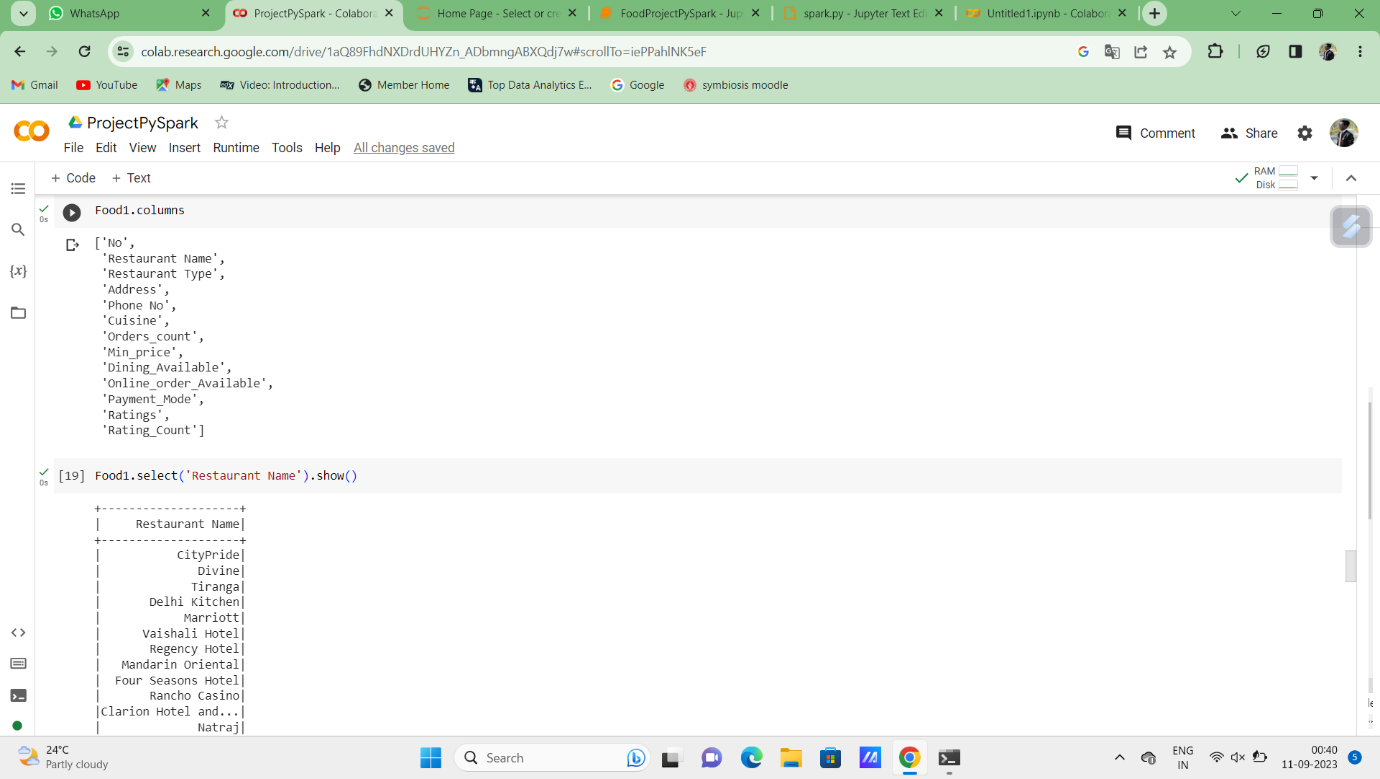 WhatsApp
ProjectPySpark - Colabora
Home Page - Select or cre
FoodProjectPySpark - Jup
spark.py - Jupyter Text Edi
Untitled1.ipynb - Colabor
colab.research.google.com/drive/1aQ89FhdNXDrdUHYZn_ADbmngABXQdj7w#scrollTo=iePPahlNK5eF
Gmail YouTube Maps Video: Introduction... Member Home Top Data Analytics E... Google symbiosis moodle
ProjectPySpark
Comment Share
File Edit View Insert Runtime Tools Help All changes saved
+ Code + Text
RAM
Disk
Food1.columns
0s
['No',
'Restaurant Name',
'Restaurant Type',
'Address',
'Phone No',
'Cuisine',
'Orders_count',
'Min_price',
'Dining_Available',
'Online_order_Available',
'Payment_Mode',
'Ratings',
'Rating_Count']
[19] Food1.select('Restaurant Name').show()
0s
+-------------------+
| Restaurant Name|
+-------------------+
| CityPride|
| Divine|
| Tiranga|
| Delhi Kitchen|
| Marriott|
| Vaishali Hotel|
| Regency Hotel|
| Mandarin Oriental|
| Four Seasons Hotel|
| Rancho Casino|
|Clarion Hotel and...|
| Natraj|
24°C
Partly cloudy
Search
ENG
IN
00:40
11-09-2023
5